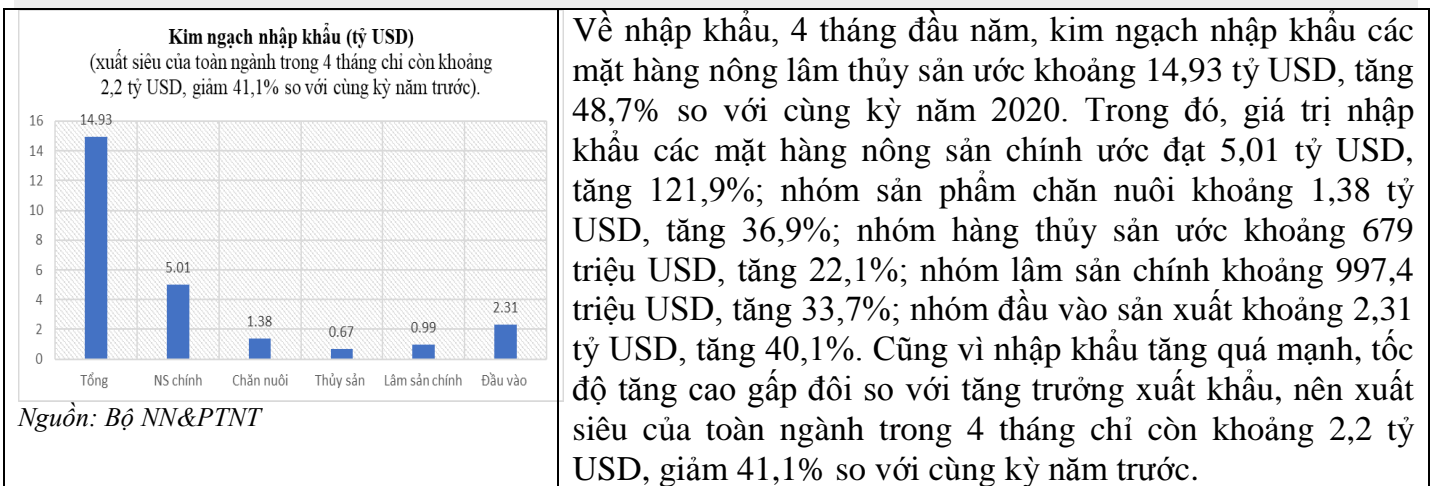 Kim ngạch nhập khẩu (tỷ USD)
(xuất siêu của toàn ngành trong 4 tháng chỉ còn khoảng
2,2 tỷ USD, giảm 41,1% so với cùng kỳ năm trước).
16
14
12
10
8
6
4
2
0
14.93
5.01
1.38
0.67
0.99
2.31
Tổng NS chính Chăn nuôi Thủy sản Lâm sản chính Đầu vào
Nguồn: Bộ NN&PTNT
Về nhập khẩu, 4 tháng đầu năm, kim ngạch nhập khẩu các
mặt hàng nông lâm thủy sản ước khoảng 14,93 tỷ USD, tăng
48,7% so với cùng kỳ năm 2020. Trong đó, giá trị nhập
khẩu các mặt hàng nông sản chính ước đạt 5,01 tỷ USD,
tăng 121,9%; nhóm sản phẩm chăn nuôi khoảng 1,38 tỷ
USD, tăng 36,9%; nhóm hàng thủy sản ước khoảng 679
triệu USD, tăng 22,1%; nhóm lâm sản chính khoảng 997,4
triệu USD, tăng 33,7%; nhóm đầu vào sản xuất khoảng 2,31
tỷ USD, tăng 40,1%. Cũng vì nhập khẩu tăng quá mạnh, tốc
độ tăng cao gấp đôi so với tăng trưởng xuất khẩu, nên xuất
siêu của toàn ngành trong 4 tháng chỉ còn khoảng 2,2 tỷ
USD, giảm 41,1% so với cùng kỳ năm trước.